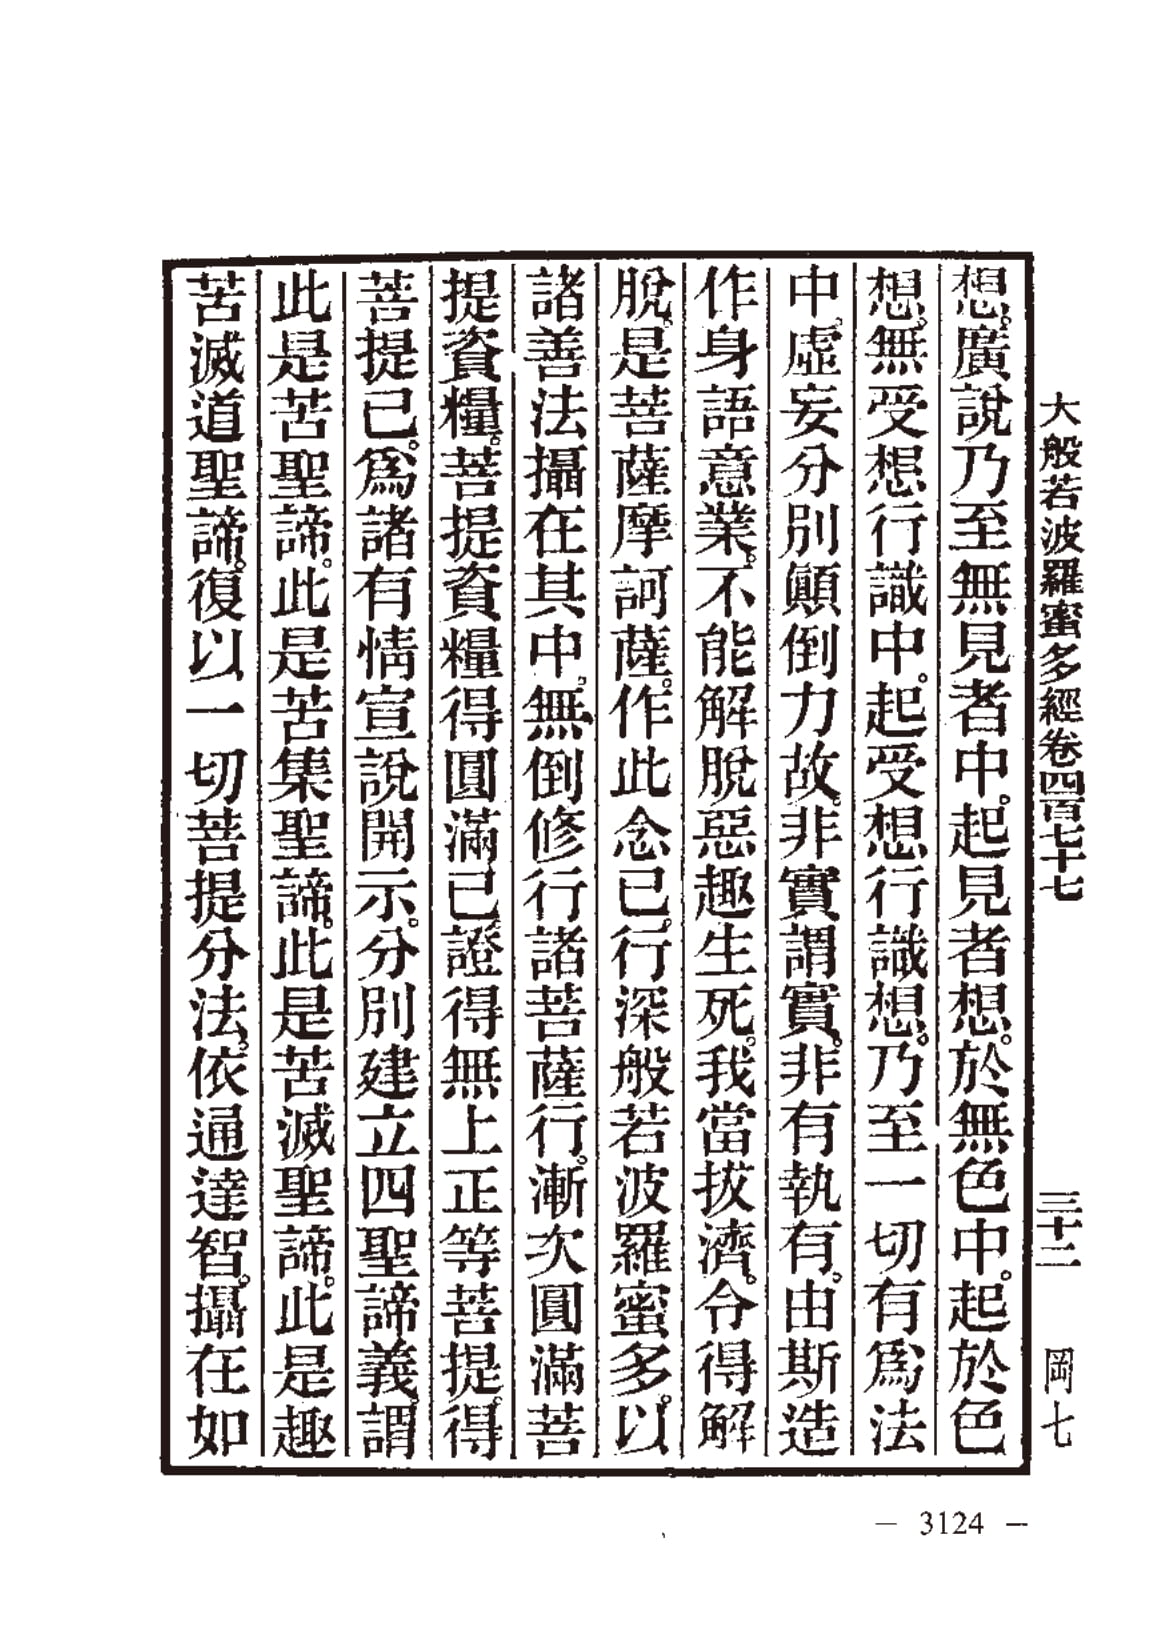 大般若波羅蜜多經卷四百七十七 三十二 岡七
想。廣說乃至無見者中。起見者想。於無色中。起於色
想。無受想行識中。起受想行識想。乃至一切有爲法
中。虛妄分別顚倒力故。非實謂實。非有執有。由斯造
作身語意業。不能解脫惡趣生死。我當拔濟。令得解
脫。是菩薩摩訶薩。作此念已。行深般若波羅蜜多。以
諸善法攝在其中。無倒修行諸菩薩行。漸次圓滿菩
提資糧。菩提資糧得圓滿已。證得無上正等菩提。得
菩提已。爲諸有情宣說開示。分別建立四聖諦義。謂
此是苦聖諦。此是苦集聖諦。此是苦滅聖諦。此是趣
苦滅道聖諦。復以一切菩提分法。依通達智。攝在如
— 3124 —